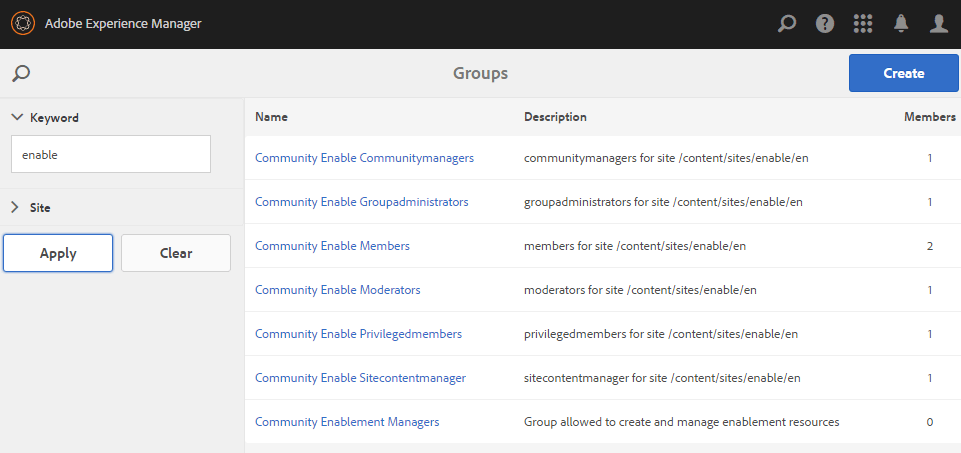 Adobe Experience Manager
Groups
Create
Keyword
enable
Site
Apply Clear
Name Description Members
Community Enable Communitymanagers communitymanagers for site /content/sites/enable/en 1
Community Enable Groupadministrators groupadministrators for site /content/sites/enable/en 1
Community Enable Members members for site /content/sites/enable/en 2
Community Enable Moderators moderators for site /content/sites/enable/en 1
Community Enable Privilegedmembers privilegedmembers for site /content/sites/enable/en 1
Community Enable Sitecontentmanager sitecontentmanager for site /content/sites/enable/en 1
Community Enablement Managers Group allowed to create and manage enablement resources 0